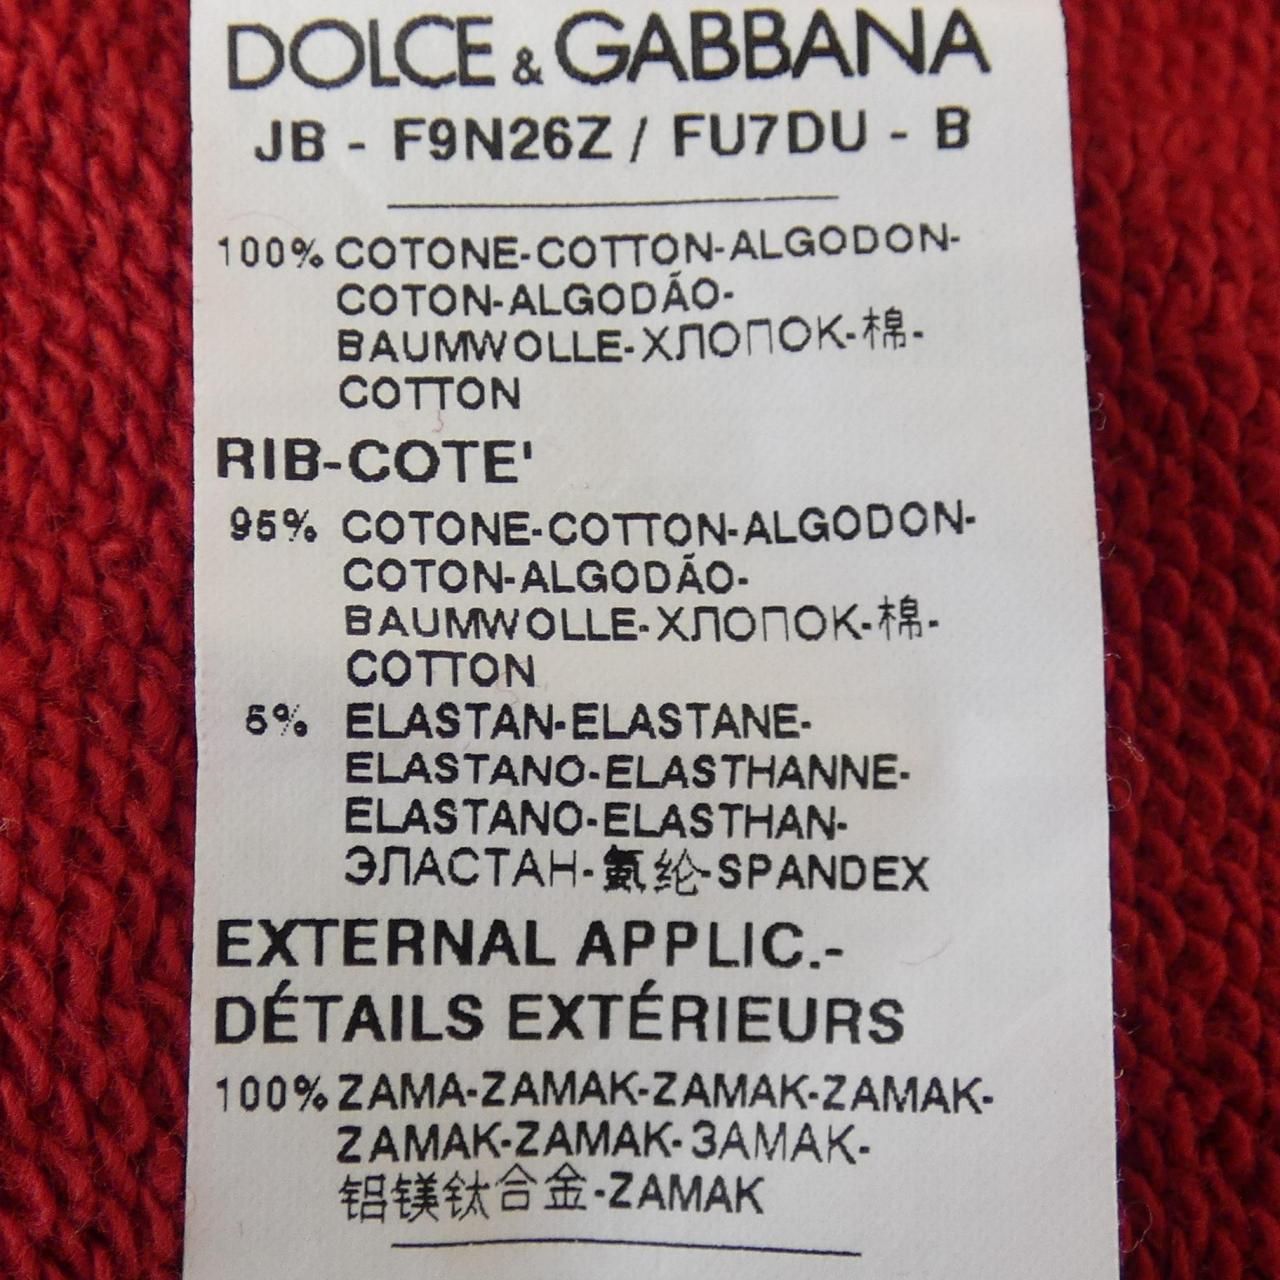 DOLCE & GABBANA
JB - F9N26Z / FU7DU - B
100% COTONE-COTTON-ALGODON-
COTON-ALGODÃO-
BAUMWOLLE-ХЛОПОК-棉-
COTTON
RIB-COTE'
95% COTONE-COTTON-ALGODON-
COTON-ALGODÃO-
BAUMWOLLE-ХЛОПОК-棉-
COTTON
5% ELASTAN-ELASTANE-
ELASTANO-ELASTHANNE-
ELASTANO-ELASTHAN-
ЭЛАСТАН-氨纶-SPANDEX
EXTERNAL APPLIC.-
DÉTAILS EXTÉRIEURS
100% ZAMA-ZAMAK-ZAMAK-ZAMAK-
ZAMAK-ZAMAK-ЗАМАК-
铝镁钛合金-ZAMAK